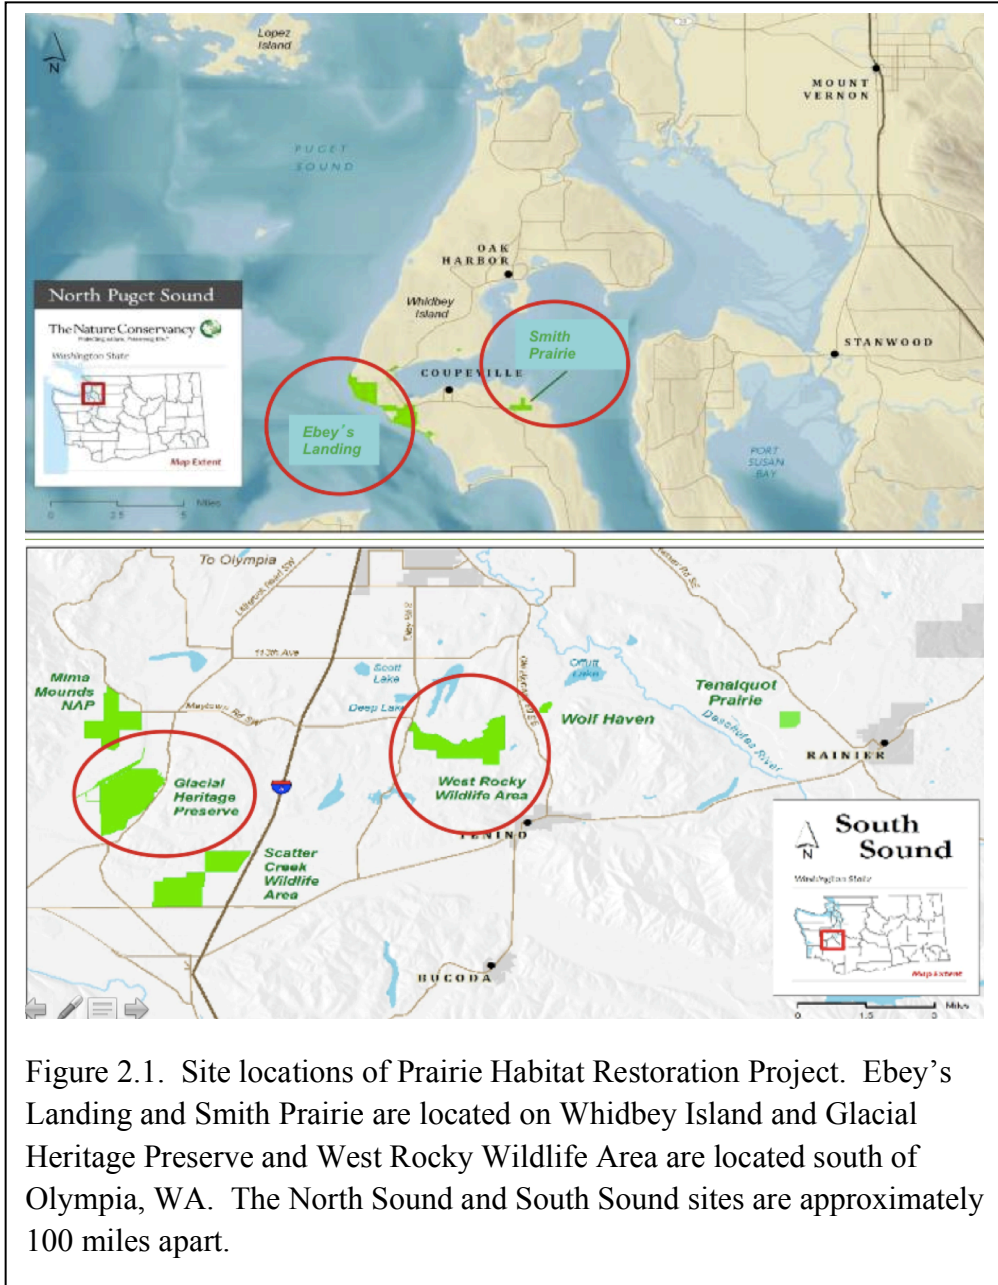 Lopez
Island
N
MOUNT
VERNON
PUGET
SOUND
OAK
HARBOR
Whidbey
Island
North Puget Sound
The Nature Conservancy
Washington State
Map Extent
Miles
0 2.5 5
Smith
Prairie
COUPEVILLE
STANWOOD
Ebey's
Landing
PORT
SUSAN
BAY
To Olympia
113th Ave
Scott
Lake
Offutt
Lake
Mima
Mounds
NAP
Maytown Rd SW
Deep Lake
Wolf Haven
Tenalquot
Prairie
Deschutes River
RAINIER
Glacial
Heritage
Preserve
West Rocky
Wildlife Area
TENINO
Scatter
Creek
Wildlife
Area
BUCODA
South
Sound
N
Washington State
Map Extent
Miles
0 1.5 3
Figure 2.1. Site locations of Prairie Habitat Restoration Project. Ebey's
Landing and Smith Prairie are located on Whidbey Island and Glacial
Heritage Preserve and West Rocky Wildlife Area are located south of
Olympia, WA. The North Sound and South Sound sites are approximately
100 miles apart.